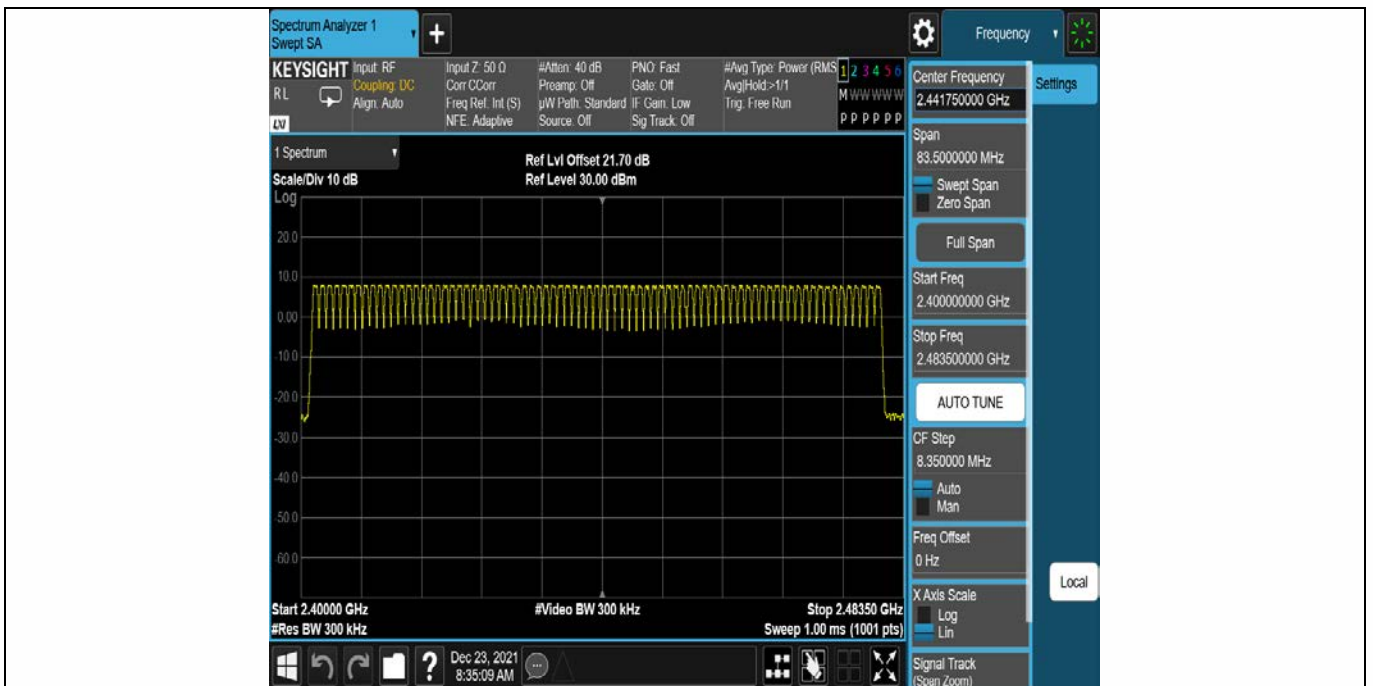 Spectrum Analyzer 1
Swept SA
+
Frequency
KEYSIGHT
RL
LXI
Input: RF
Coupling: DC
Align: Auto
Input Z: 50 Ω
Corr CCorr
Freq Ref: Int (S)
NFE: Adaptive
#Atten: 40 dB
Preamp: Off
µW Path: Standard
Source: Off
PNO: Fast
Gate: Off
IF Gain: Low
Sig Track: Off
#Avg Type: Power (RMS
Avg|Hold:>1/1
Trig: Free Run
1 2 3 4 5 6
M W W W W W
P P P P P P
1 Spectrum
Scale/Div 10 dB
Ref Lvl Offset 21.70 dB
Ref Level 30.00 dBm
Log
20.0
10.0
0.00
-10.0
-20.0
-30.0
-40.0
-50.0
-60.0
Start 2.40000 GHz
#Res BW 300 kHz
#Video BW 300 kHz
Stop 2.48350 GHz
Sweep 1.00 ms (1001 pts)
Center Frequency
2.441750000 GHz
Settings
Span
83.5000000 MHz
Swept Span
Zero Span
Full Span
Start Freq
2.400000000 GHz
Stop Freq
2.483500000 GHz
AUTO TUNE
CF Step
8.350000 MHz
Auto
Man
Freq Offset
0 Hz
X Axis Scale
Log
Lin
Local
Signal Track
(Span Zoom)
?
Dec 23, 2021
8:35:09 AM